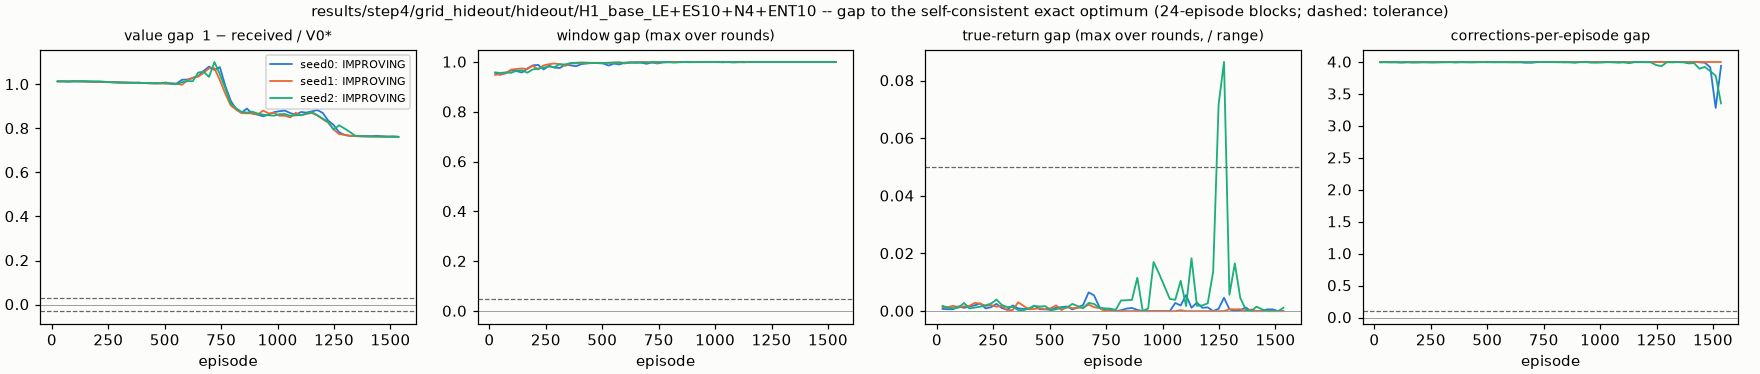 results/step4/grid_hideout/hideout/H1_base_LE+ES10+N4+ENT10 -- gap to the self-consistent exact optimum (24-episode blocks; dashed: tolerance)
value gap 1 − received / V0*
1.0
0.8
0.6
0.4
0.2
0.0
seed0: IMPROVING
seed1: IMPROVING
seed2: IMPROVING
0 250 500 750 1000 1250 1500
episode
window gap (max over rounds)
1.0
0.8
0.6
0.4
0.2
0.0
0 250 500 750 1000 1250 1500
episode
true-return gap (max over rounds, / range)
0.08
0.06
0.04
0.02
0.00
0 250 500 750 1000 1250 1500
episode
corrections-per-episode gap
4.0
3.5
3.0
2.5
2.0
1.5
1.0
0.5
0.0
0 250 500 750 1000 1250 1500
episode